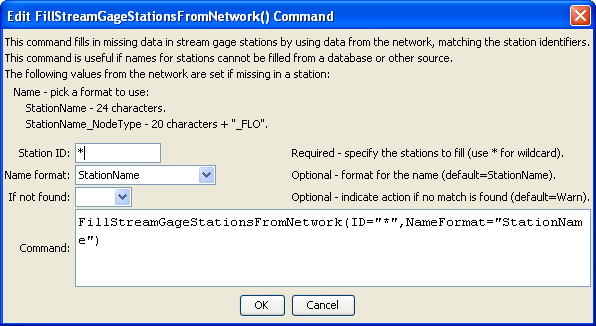 Edit FillStreamGageStationsFromNetwork() Command
This command fills in missing data in stream gage stations by using data from the network, matching the station identifiers.
This command is useful if names for stations cannot be filled from a database or other source.
The following values from the network are set if missing in a station:
Name - pick a format to use:
StationName - 24 characters.
StationName_NodeType - 20 characters + "_FLO".
Station ID: * Required - specify the stations to fill (use * for wildcard).
Name format: StationName Optional - format for the name (default=StationName).
If not found: Optional - indicate action if no match is found (default=Warn).
Command: FillStreamGageStationsFromNetwork(ID="*",NameFormat="StationNam
e")
OK Cancel